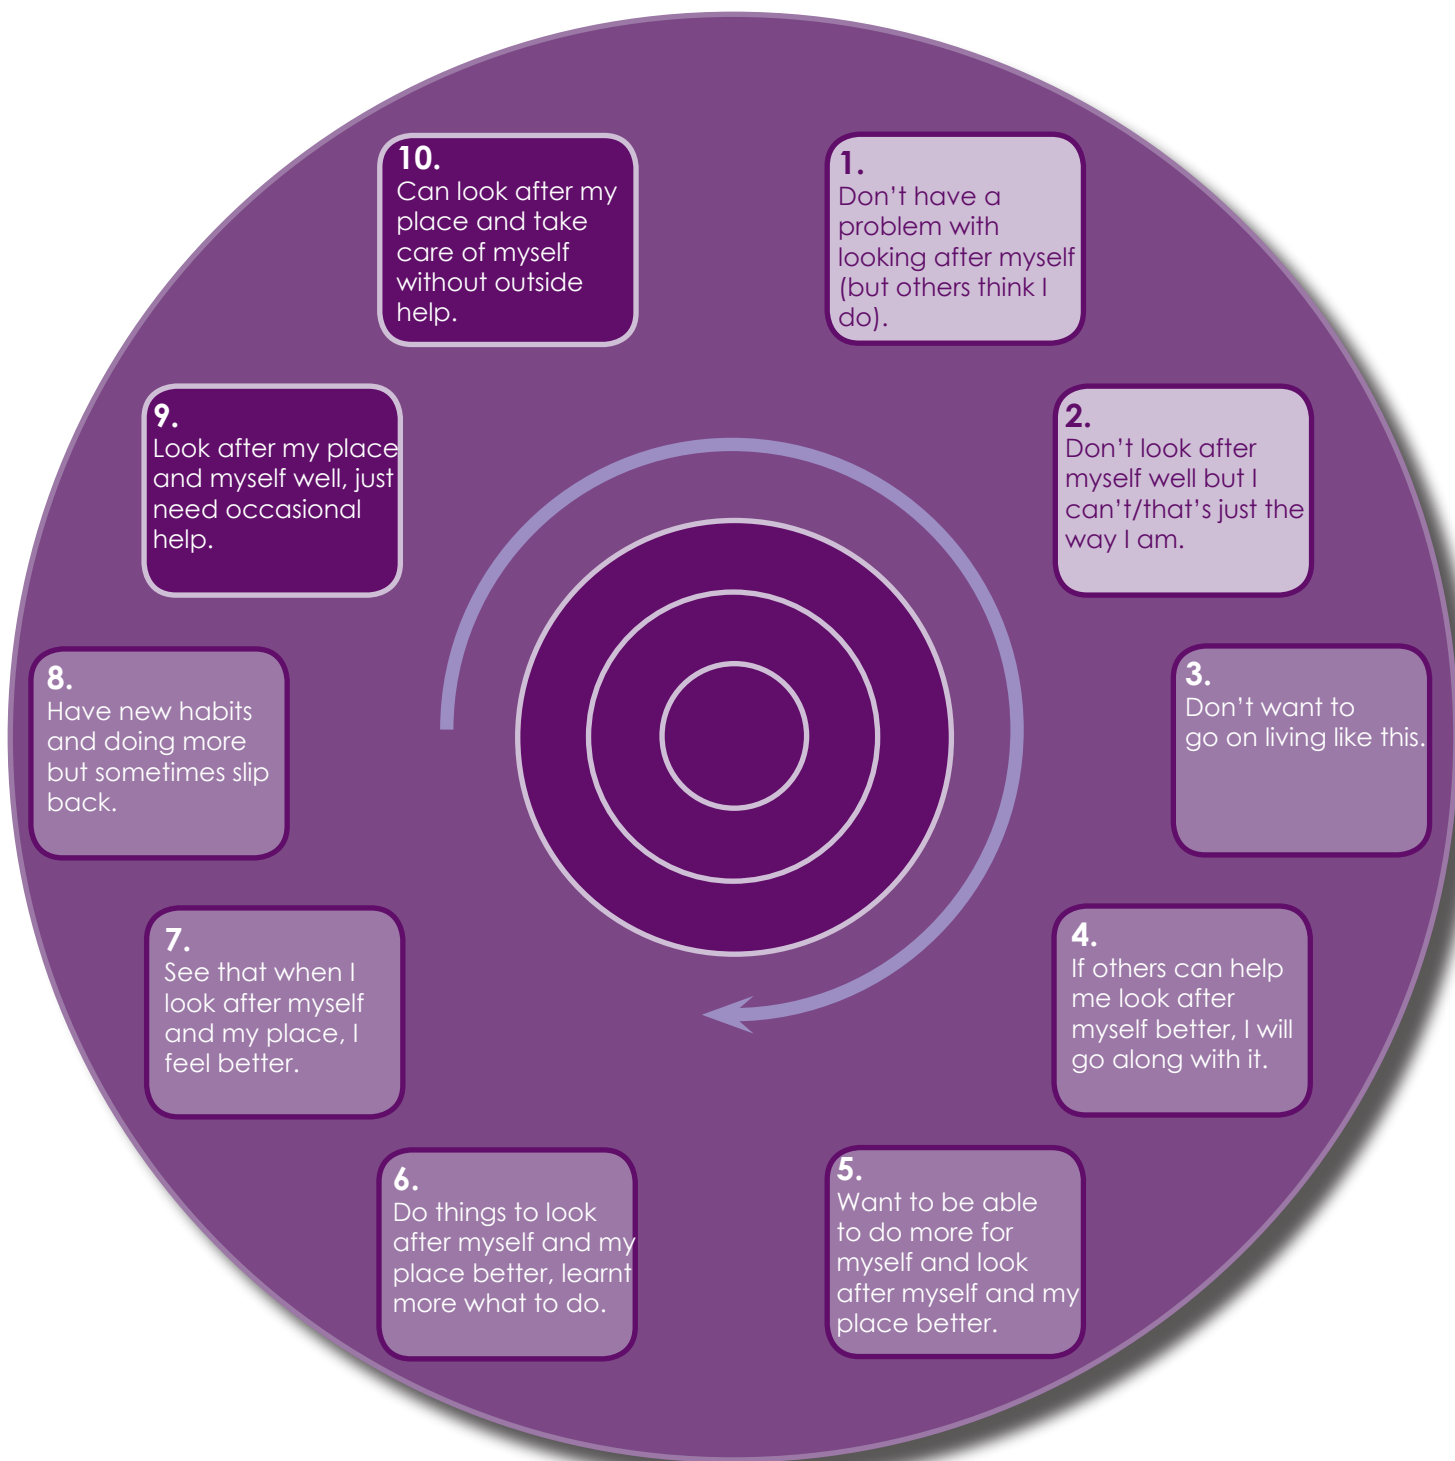 1.
Don't have a
problem with
looking after myself
(but others think I
do).
2.
Don't look after
myself well but I
can't/that's just the
way I am.
3.
Don't want to
go on living like this.
4.
If others can help
me look after
myself better, I will
go along with it.
5.
Want to be able
to do more for
myself and look
after myself and my
place better.
6.
Do things to look
after myself and my
place better, learnt
more what to do.
7.
See that when I
look after myself
and my place, I
feel better.
8.
Have new habits
and doing more
but sometimes slip
back.
9.
Look after my place
and myself well, just
need occasional
help.
10.
Can look after my
place and take
care of myself
without outside
help.